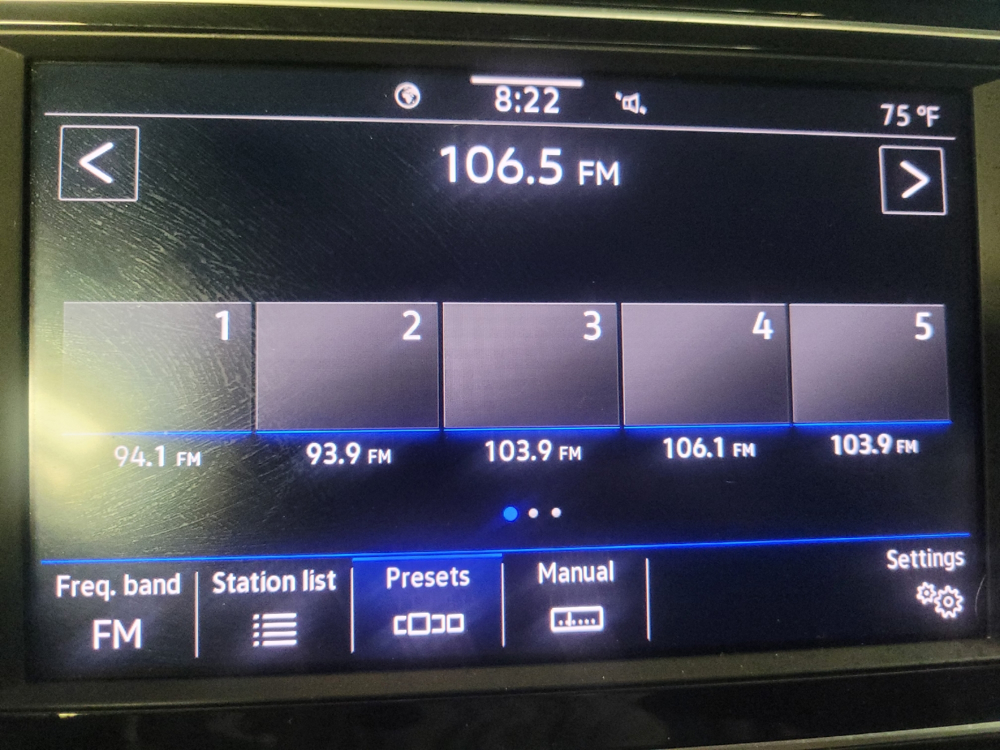 8:22
75 °F
<
106.5 FM
>
1
2
3
4
5
94.1 FM
93.9 FM
103.9 FM
106.1 FM
103.9 FM
Freq. band
FM
Station list
Presets
Manual
Settings